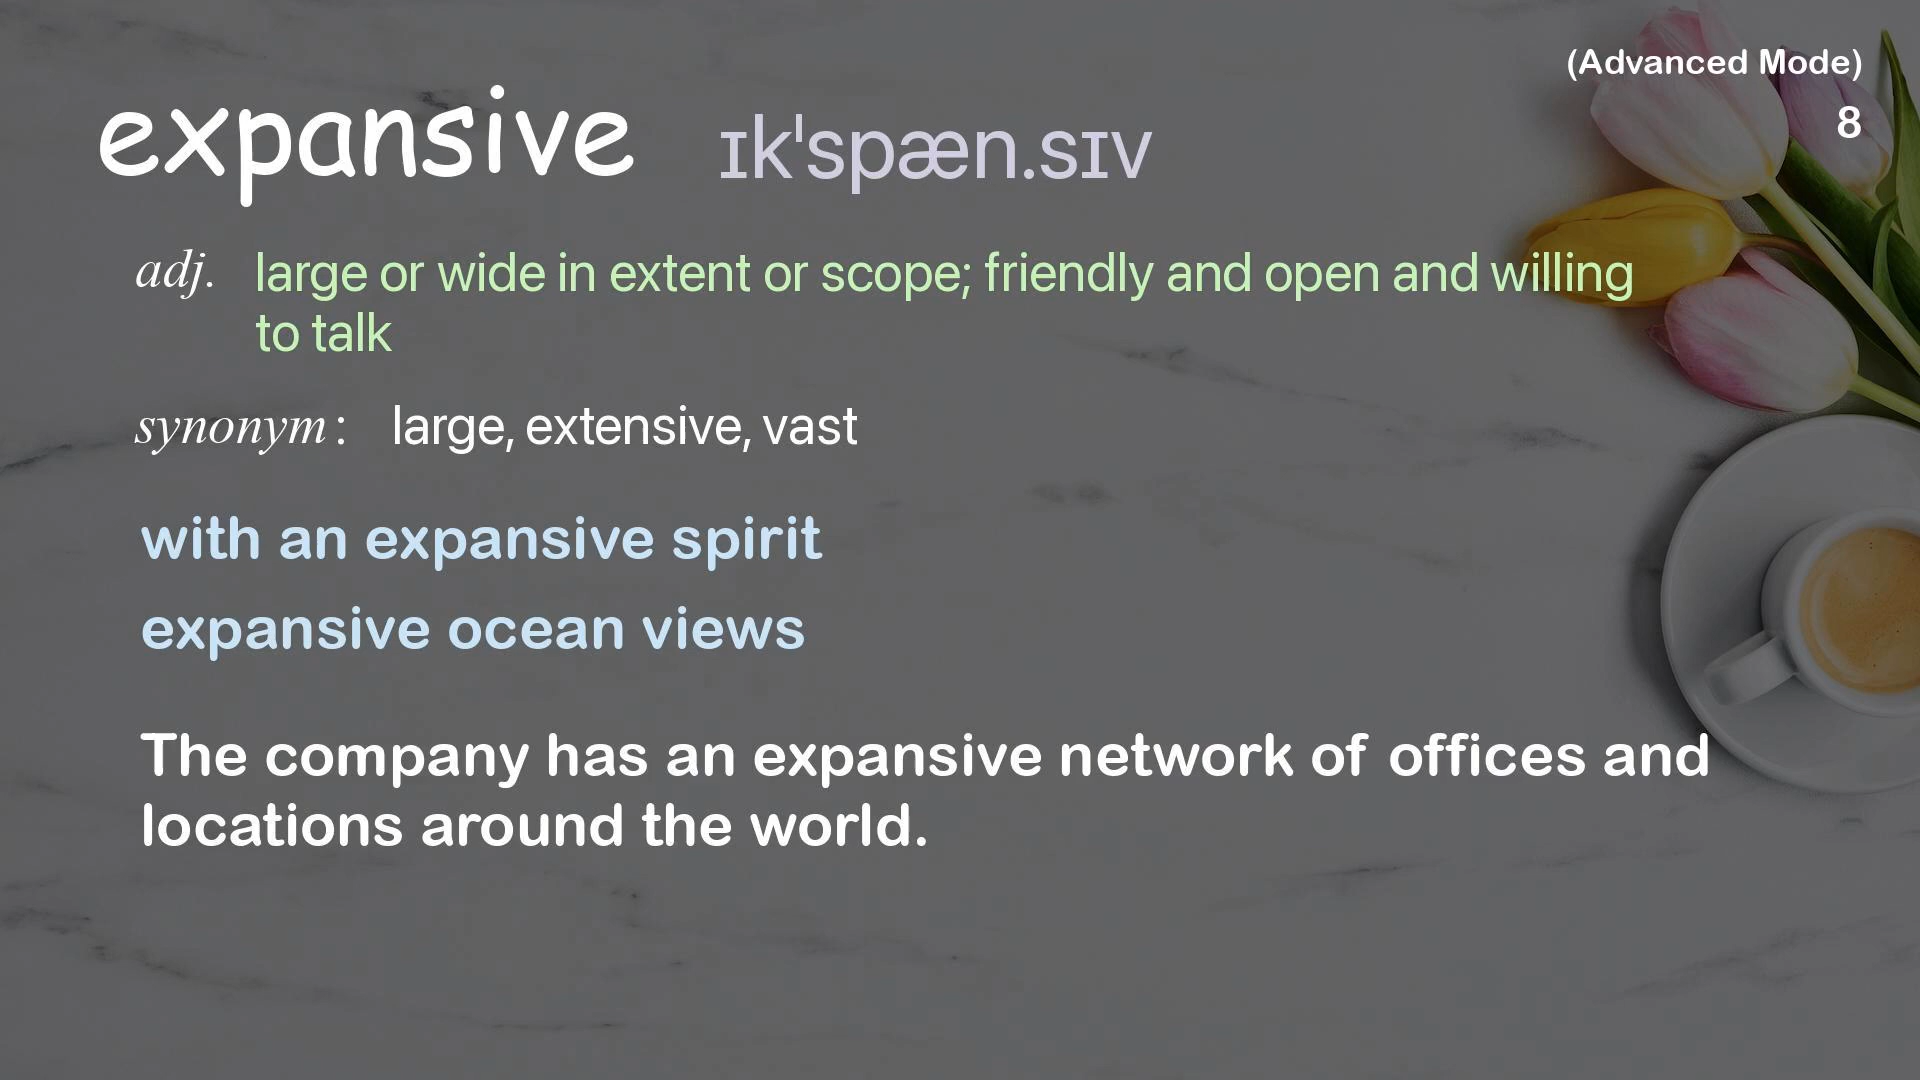 (Advanced Mode)
8
expansive ɪkˈspæn.sɪv
adj. large or wide in extent or scope; friendly and open and willing
to talk
synonym: large, extensive, vast
with an expansive spirit
expansive ocean views
The company has an expansive network of offices and
locations around the world.